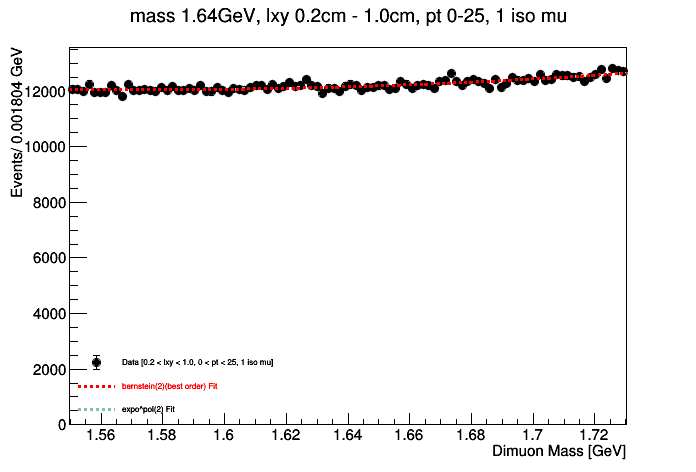 mass 1.64GeV, lxy 0.2cm - 1.0cm, pt 0-25, 1 iso mu
Events/ 0.001804 GeV
12000
10000
8000
6000
4000
2000
0
Data [0.2 < lxy < 1.0, 0 < pt < 25, 1 iso mu]
bernstein(2)(best order) Fit
expo*pol(2) Fit
1.56 1.58 1.6 1.62 1.64 1.66 1.68 1.7 1.72
Dimuon Mass [GeV]